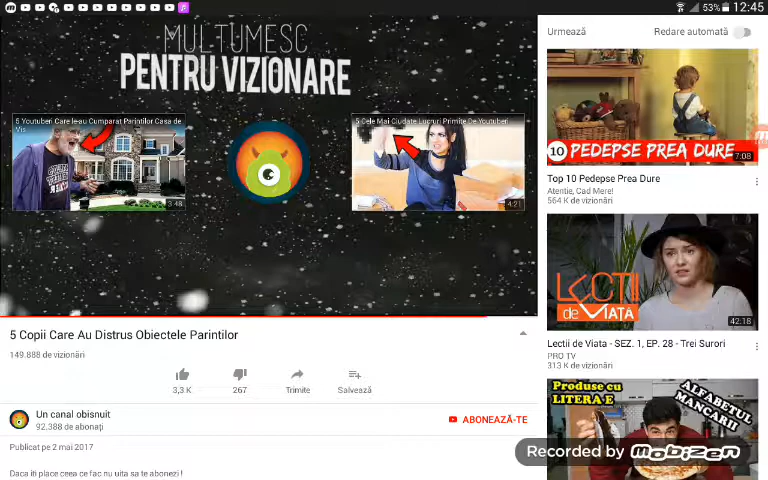 53% 12:45
MULTUMESC
PENTRU VIZIONARE
5 Youtuberi Care le-au Cumparat Parintilor Casa de
Vis
3:48
5 Cele Mai Ciudate Lucruri Primite De Youtuberi
4:21
5 Copii Care Au Distrus Obiectele Parintilor
149.888 de vizionări
3,3 K
267
Trimite
Salvează
Un canal obisnuit
92.388 de abonați
ABONEAZĂ-TE
Publicat pe 2 mai 2017
Daca îti place ceea ce fac nu uita sa te abonezi !
Urmează
Redare automată
10 PEDEPSE PREA DURE
7:08
Top 10 Pedepse Prea Dure
Atentie, Cad Mere!
564 K de vizionări
LECȚII
de VIAȚĂ
42:18
Lectii de Viata - SEZ. 1, EP. 28 - Trei Surori
PRO TV
313 K de vizionări
Produse cu
LITERA E
ALFABETUL
MANCARII
Recorded by mobizen